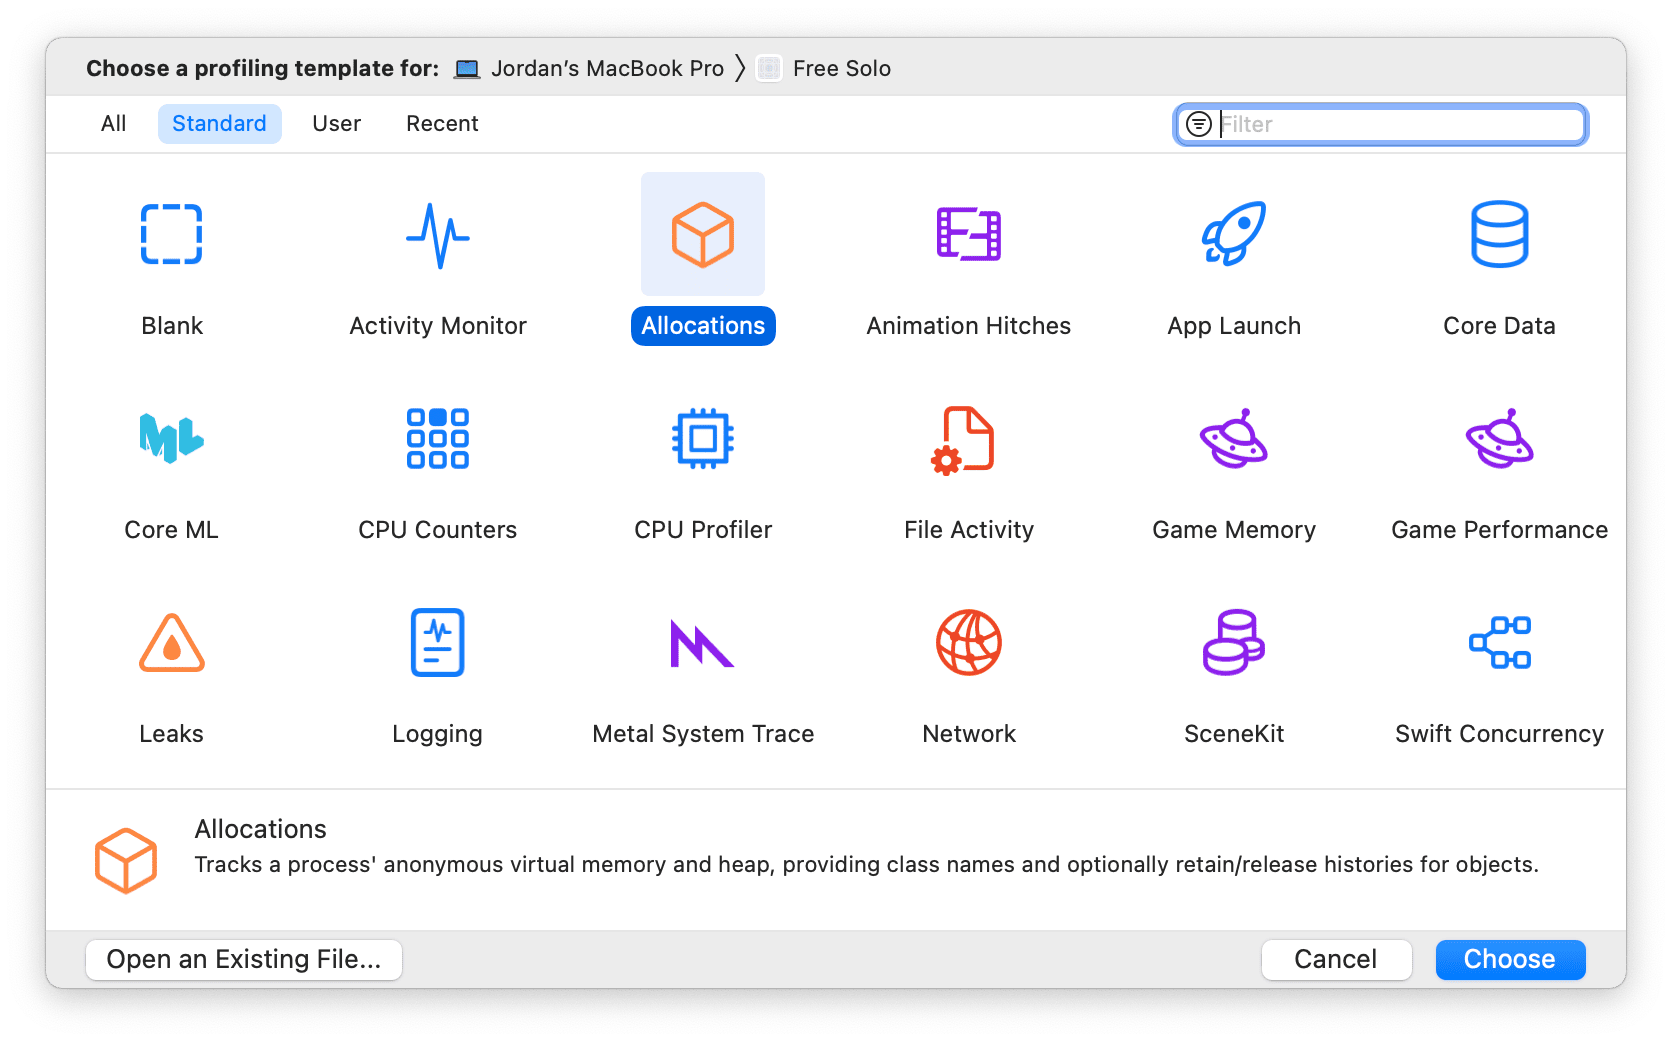 Choose a profiling template for: Jordan’s MacBook Pro 〉 Free Solo
All Standard User Recent Filter
Blank Activity Monitor Allocations Animation Hitches App Launch Core Data
Core ML CPU Counters CPU Profiler File Activity Game Memory Game Performance
Leaks Logging Metal System Trace Network SceneKit Swift Concurrency
Allocations
Tracks a process' anonymous virtual memory and heap, providing class names and optionally retain/release histories for objects.
Open an Existing File... Cancel Choose